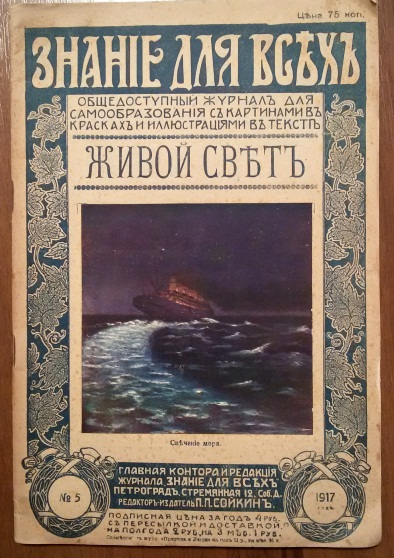 Цѣна 75 коп.
ЗНАНІЕ ДЛЯ ВСѢХЪ
ОБЩЕДОСТУПНЫЙ ЖУРНАЛЪ ДЛЯ
САМООБРАЗОВАНІЯ СЪ КАРТИНАМИ ВЪ
КРАСКАХЪ И ИЛЛЮСТРАЦІЯМИ ВЪ ТЕКСТѢ
ЖИВОЙ СВѢТЪ
Свѣченіе моря.
ГЛАВНАЯ КОНТОРА И РЕДАКЦІЯ
ЖУРНАЛА „ЗНАНІЕ ДЛЯ ВСѢХЪ“
ПЕТРОГРАДЪ, СТРЕМЯННАЯ 12, Соб. Д.
РЕДАКТОРЪ-ИЗДАТЕЛЬ П.П. СОЙКИНЪ.
№ 5
1917
ПОДПИСНАЯ ЦѢНА ЗА ГОДЪ 4 РУБ.
СЪ ПЕРЕСЫЛКОЙ И ДОСТАВКОЙ,
НА ПОЛГОДА 2 РУБ., НА 3 МѢС. 1 РУБ.